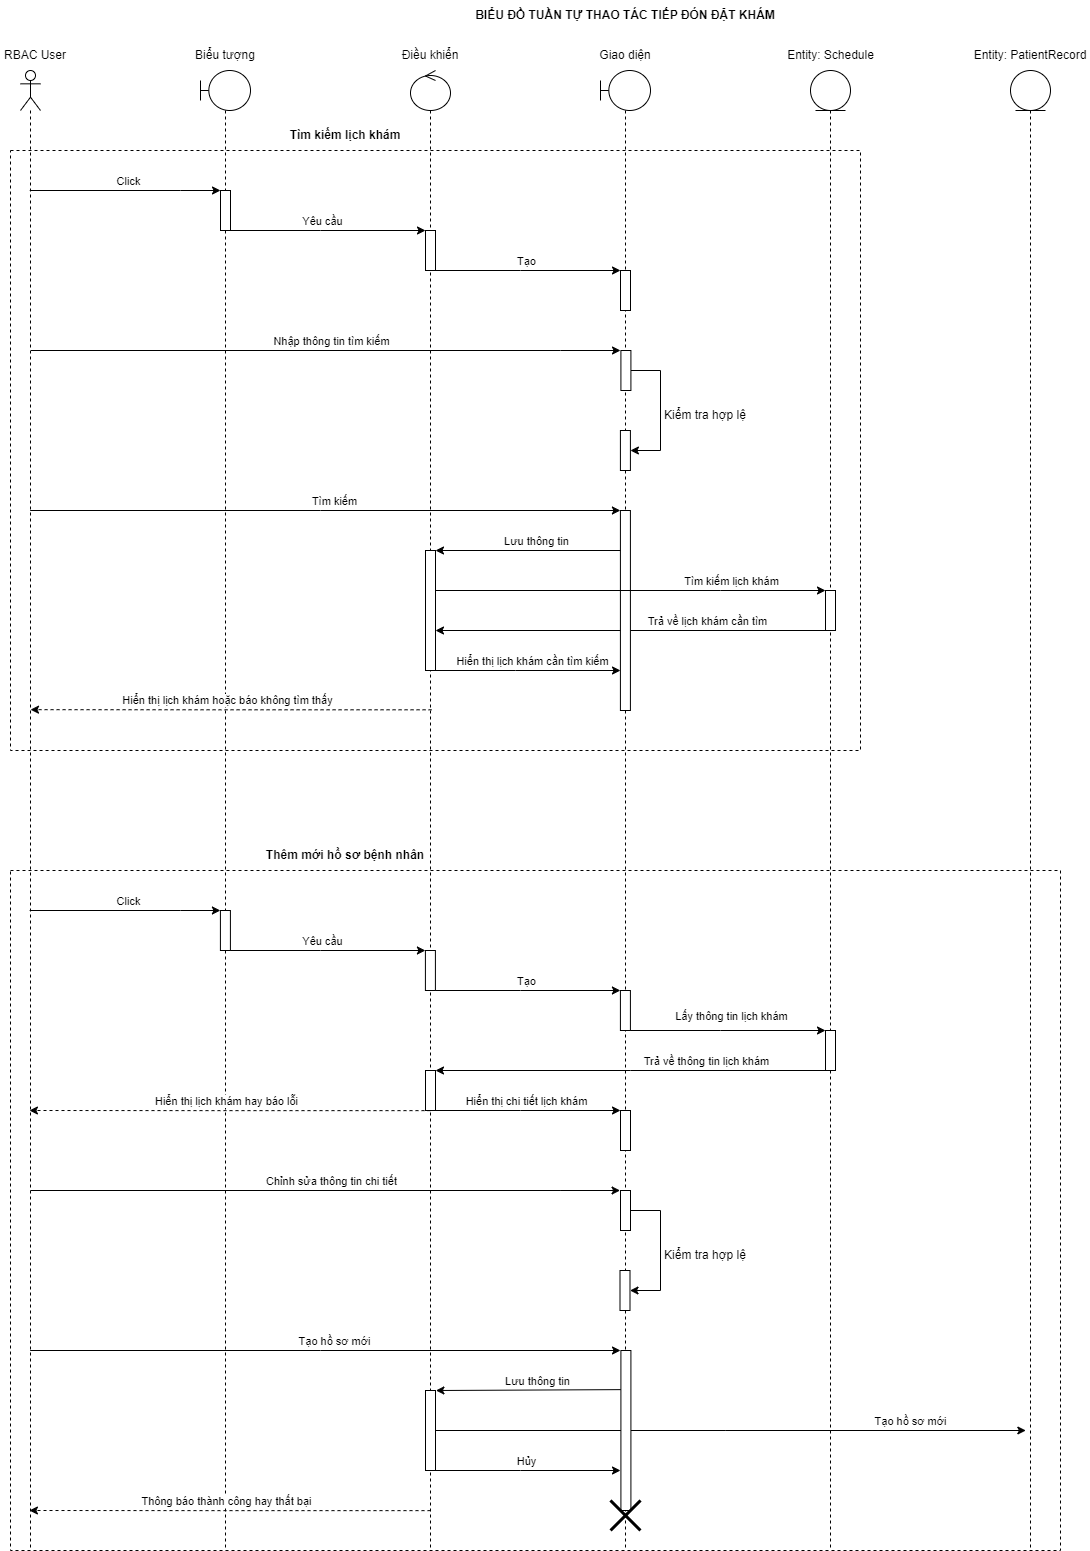 BIỂU ĐỒ TUẦN TỰ THAO TÁC TIẾP ĐÓN ĐẶT KHÁM
RBAC User
Biểu tượng
Điều khiển
Giao diện
Entity: Schedule
Entity: PatientRecord
Tìm kiếm lịch khám
Click
Yêu cầu
Tạo
Nhập thông tin tìm kiếm
Kiểm tra hợp lệ
Tìm kiếm
Lưu thông tin
Tìm kiếm lịch khám
Trả về lịch khám cần tìm
Hiển thị lịch khám cần tìm kiếm
Hiển thị lịch khám hoặc báo không tìm thấy
Thêm mới hồ sơ bệnh nhân
Click
Yêu cầu
Tạo
Lấy thông tin lịch khám
Trả về thông tin lịch khám
Hiển thị lịch khám hay báo lỗi
Hiển thị chi tiết lịch khám
Chỉnh sửa thông tin chi tiết
Kiểm tra hợp lệ
Tạo hồ sơ mới
Lưu thông tin
Tạo hồ sơ mới
Hủy
Thông báo thành công hay thất bại